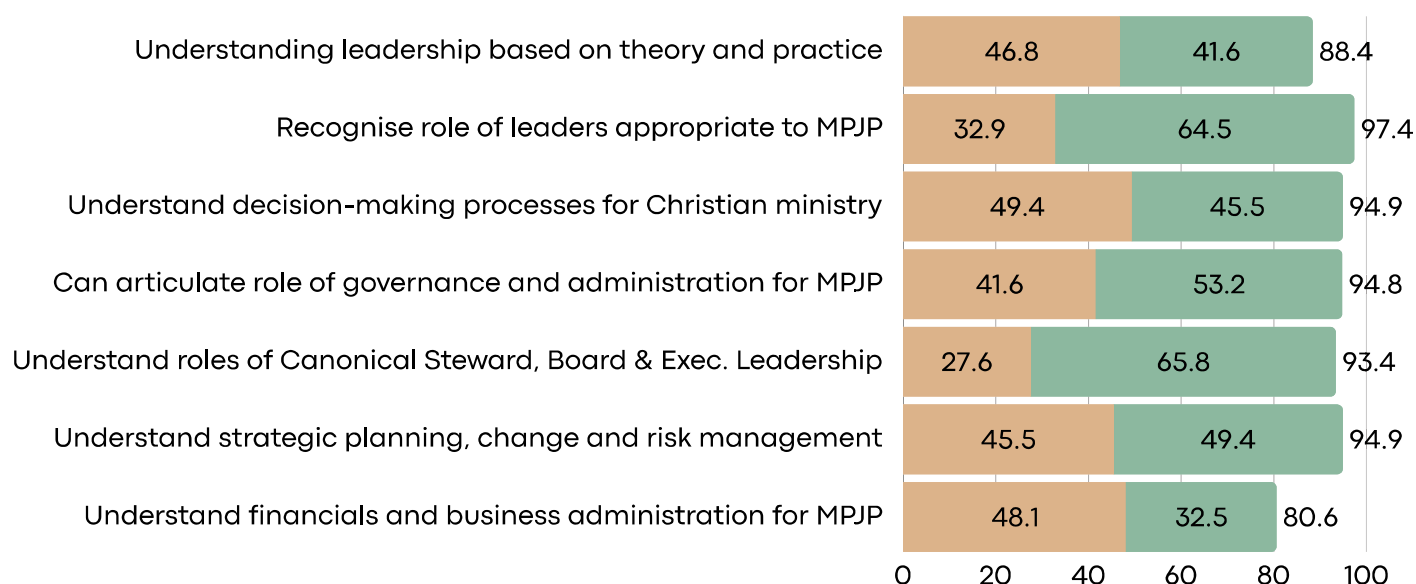 Understanding leadership based on theory and practice 46.8 41.6 88.4
Recognise role of leaders appropriate to MPJP 32.9 64.5 97.4
Understand decision-making processes for Christian ministry 49.4 45.5 94.9
Can articulate role of governance and administration for MPJP 41.6 53.2 94.8
Understand roles of Canonical Steward, Board & Exec. Leadership 27.6 65.8 93.4
Understand strategic planning, change and risk management 45.5 49.4 94.9
Understand financials and business administration for MPJP 48.1 32.5 80.6
0 20 40 60 80 100